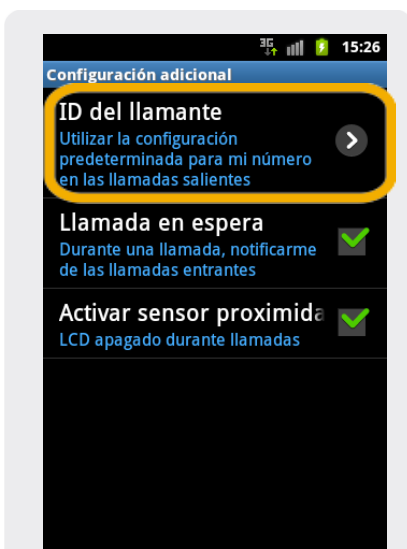 3G 15:26
Configuración adicional
ID del llamante
Utilizar la configuración
predeterminada para mi número
en las llamadas salientes
Llamada en espera
Durante una llamada, notificarme
de las llamadas entrantes
Activar sensor proximida
LCD apagado durante llamadas